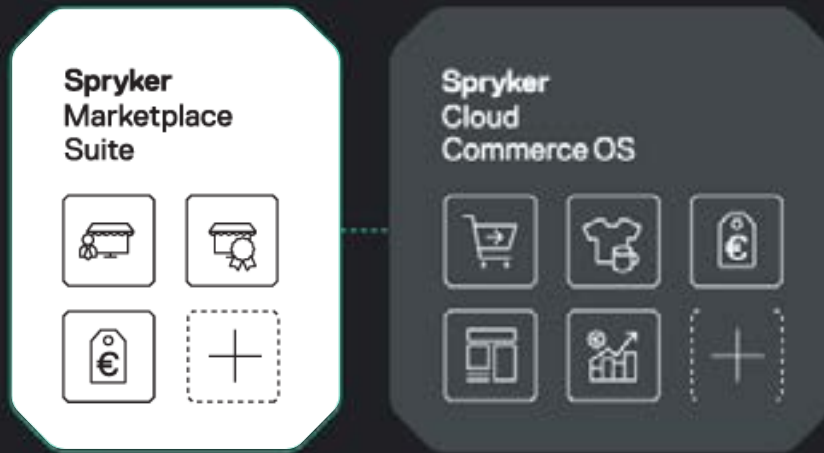 Spryker
Marketplace
Suite
€
Spryker
Cloud
Commerce OS
€